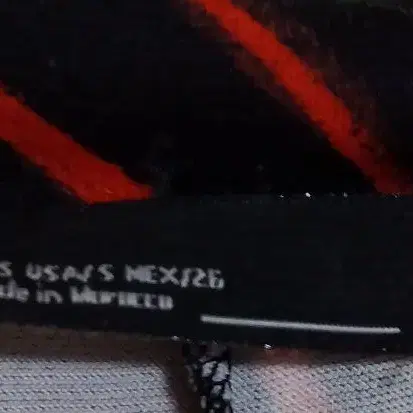 S USA/S MEX/26
de in Morocco